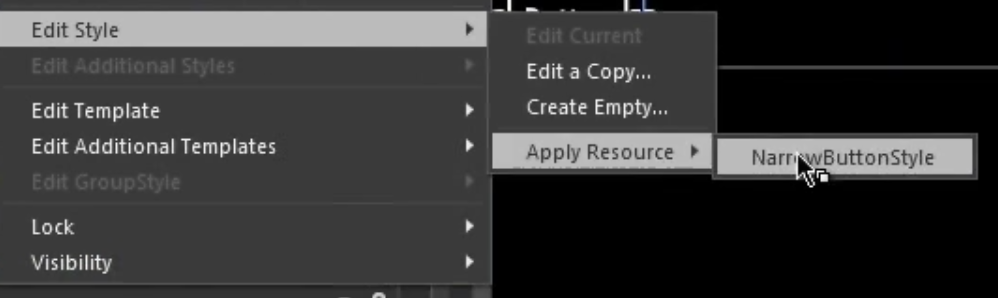 Edit Style
Edit Additional Styles
Edit Template
Edit Additional Templates
Edit GroupStyle
Lock
Visibility
Edit Current
Edit a Copy...
Create Empty...
Apply Resource
NarrowButtonStyle